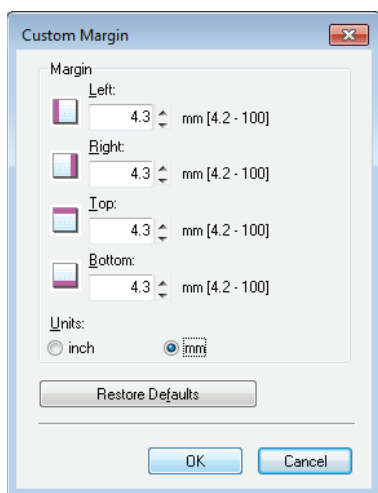 Custom Margin
Margin
Left:
4.3 mm [4.2 - 100]
Right:
4.3 mm [4.2 - 100]
Top:
4.3 mm [4.2 - 100]
Bottom:
4.3 mm [4.2 - 100]
Units:
inch mm
Restore Defaults
OK Cancel